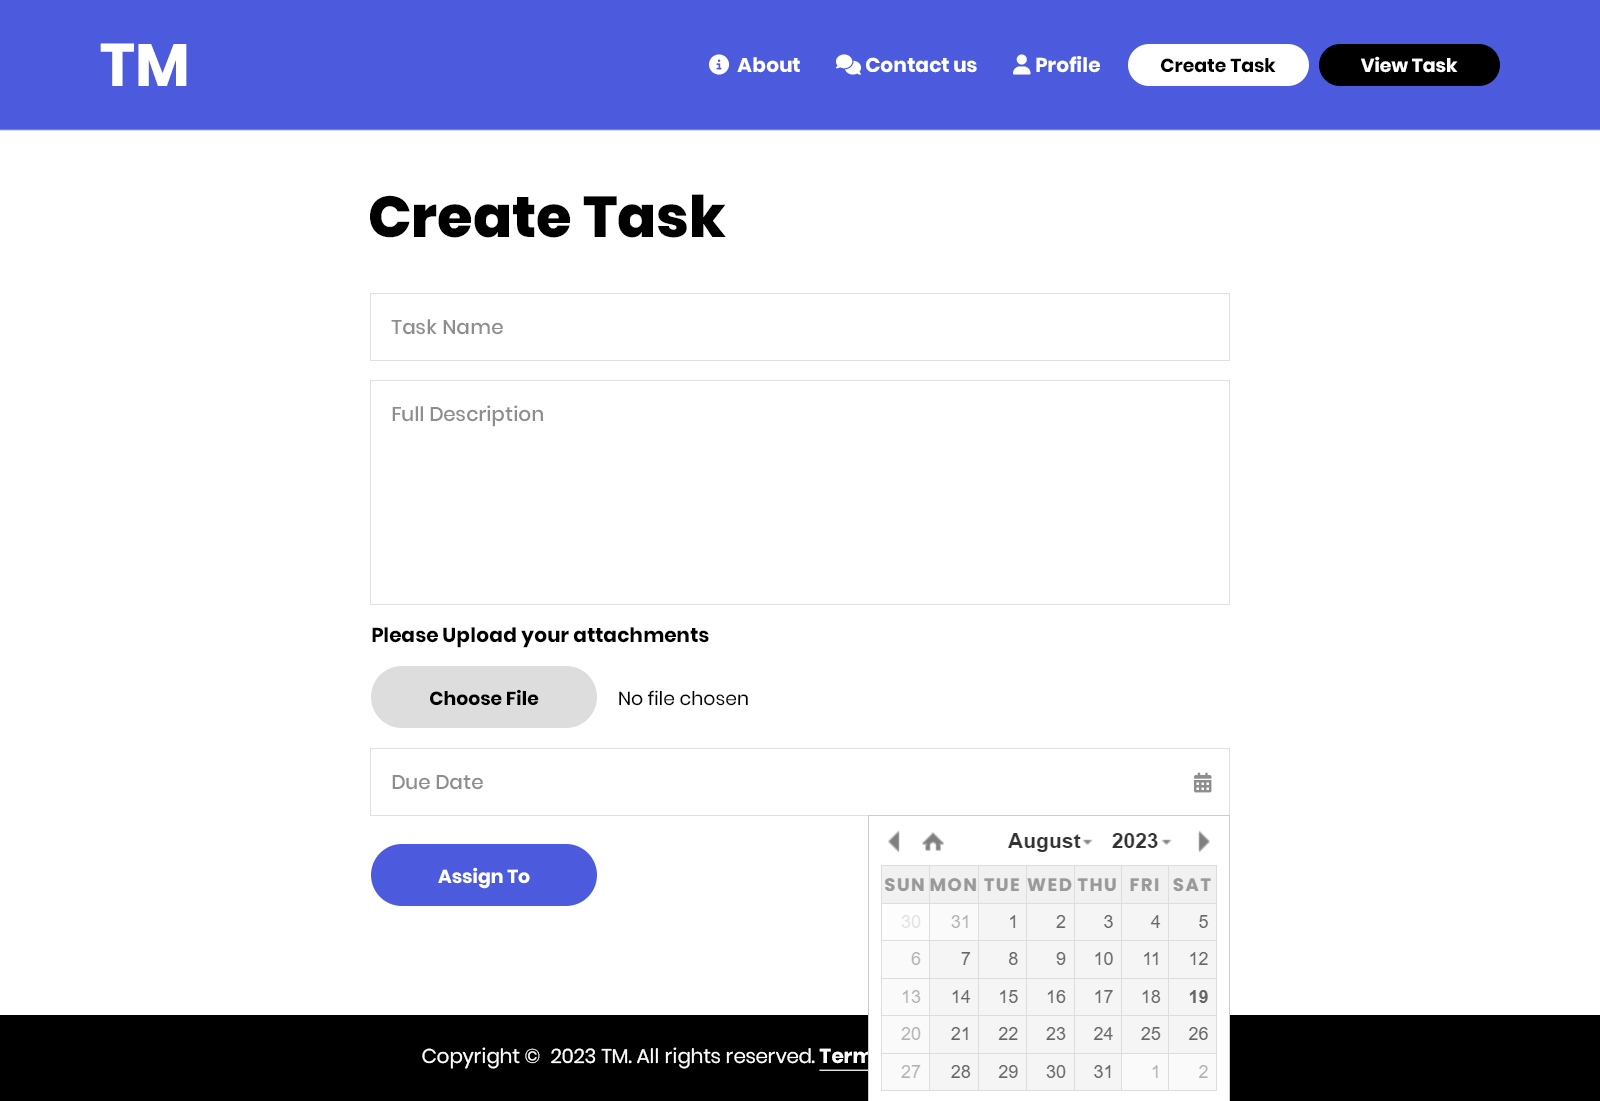 TM
About Contact us Profile Create Task View Task
Create Task
Task Name
Full Description
Please Upload your attachments
Choose File No file chosen
Due Date
August 2023
SUN MON TUE WED THU FRI SAT
30 31 1 2 3 4 5
6 7 8 9 10 11 12
13 14 15 16 17 18 19
20 21 22 23 24 25 26
27 28 29 30 31 1 2
Assign To
Copyright © 2023 TM. All rights reserved.